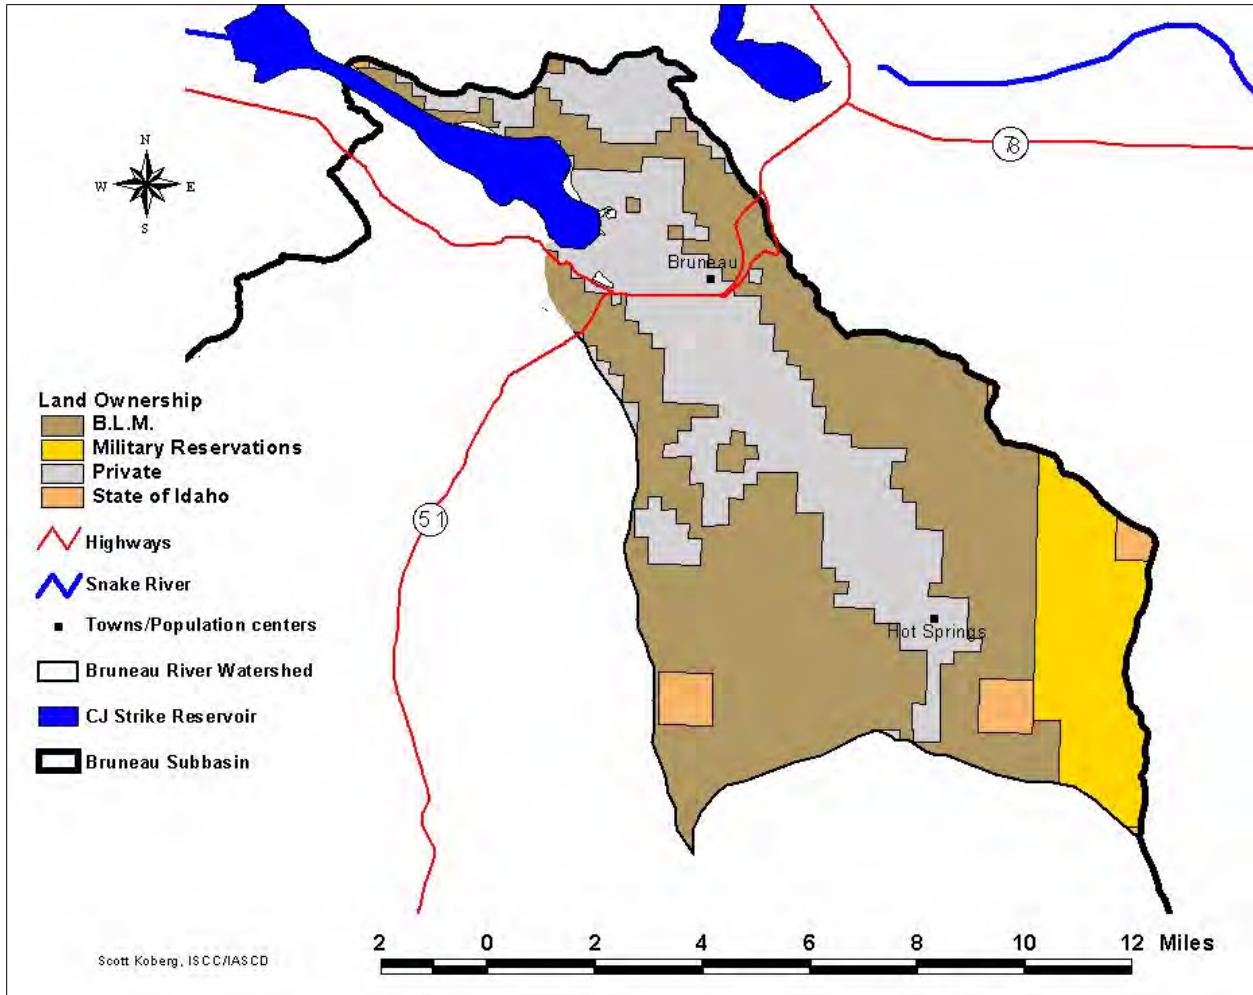 78
N
W E
S
Bruneau
Land Ownership
B.L.M.
Military Reservations
Private
State of Idaho
51
Highways
Snake River
Towns/Population centers
Hot Springs
Bruneau River Watershed
CJ Strike Reservoir
Bruneau Subbasin
2 0 2 4 6 8 10 12 Miles
Scott Koberg, ISCC/IASCD